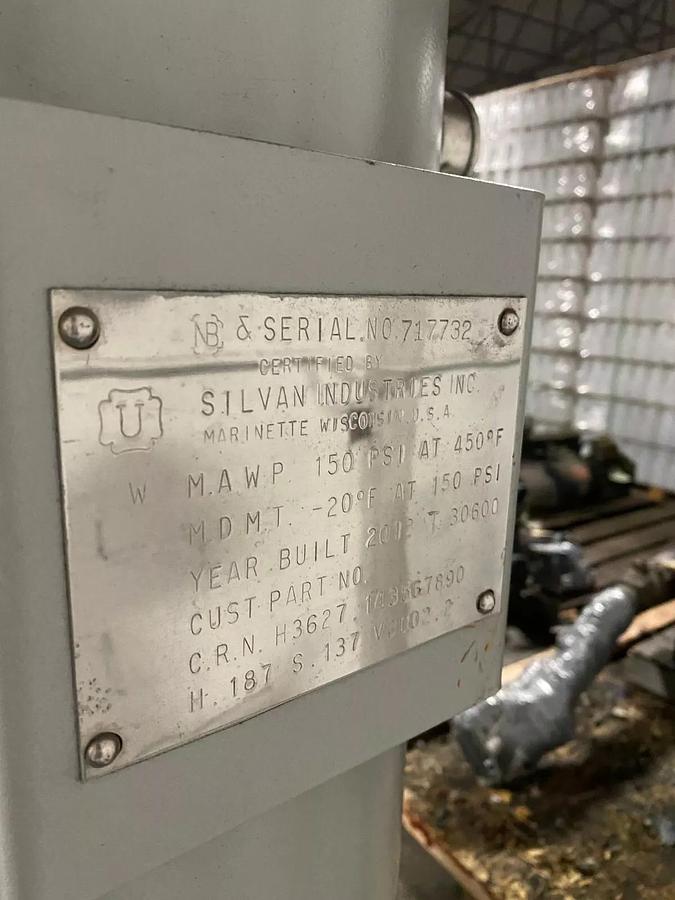 NB & SERIAL.NO.717732
CERTIFIED BY
U SILVAN INDUSTRIES INC.
MARINETTE WISCONSIN.U.S.A.
W M.A.W.P. 150 PSI AT 450°F
M.D.M.T. -20°F AT 150 PSI
YEAR BUILT T 30600
CUST PART NO.
C.R.N. H3627.
H. 187 S.137